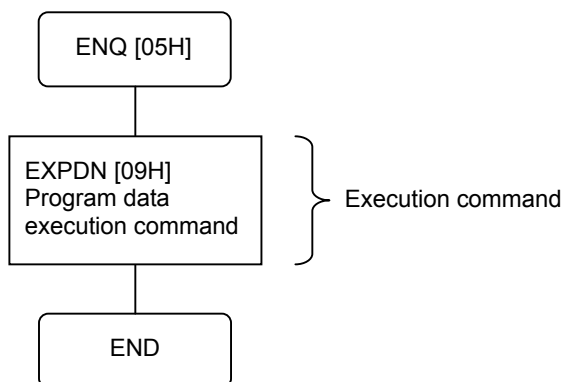 ENQ [05H]
EXPDN [09H]
Program data
execution command
Execution command
END